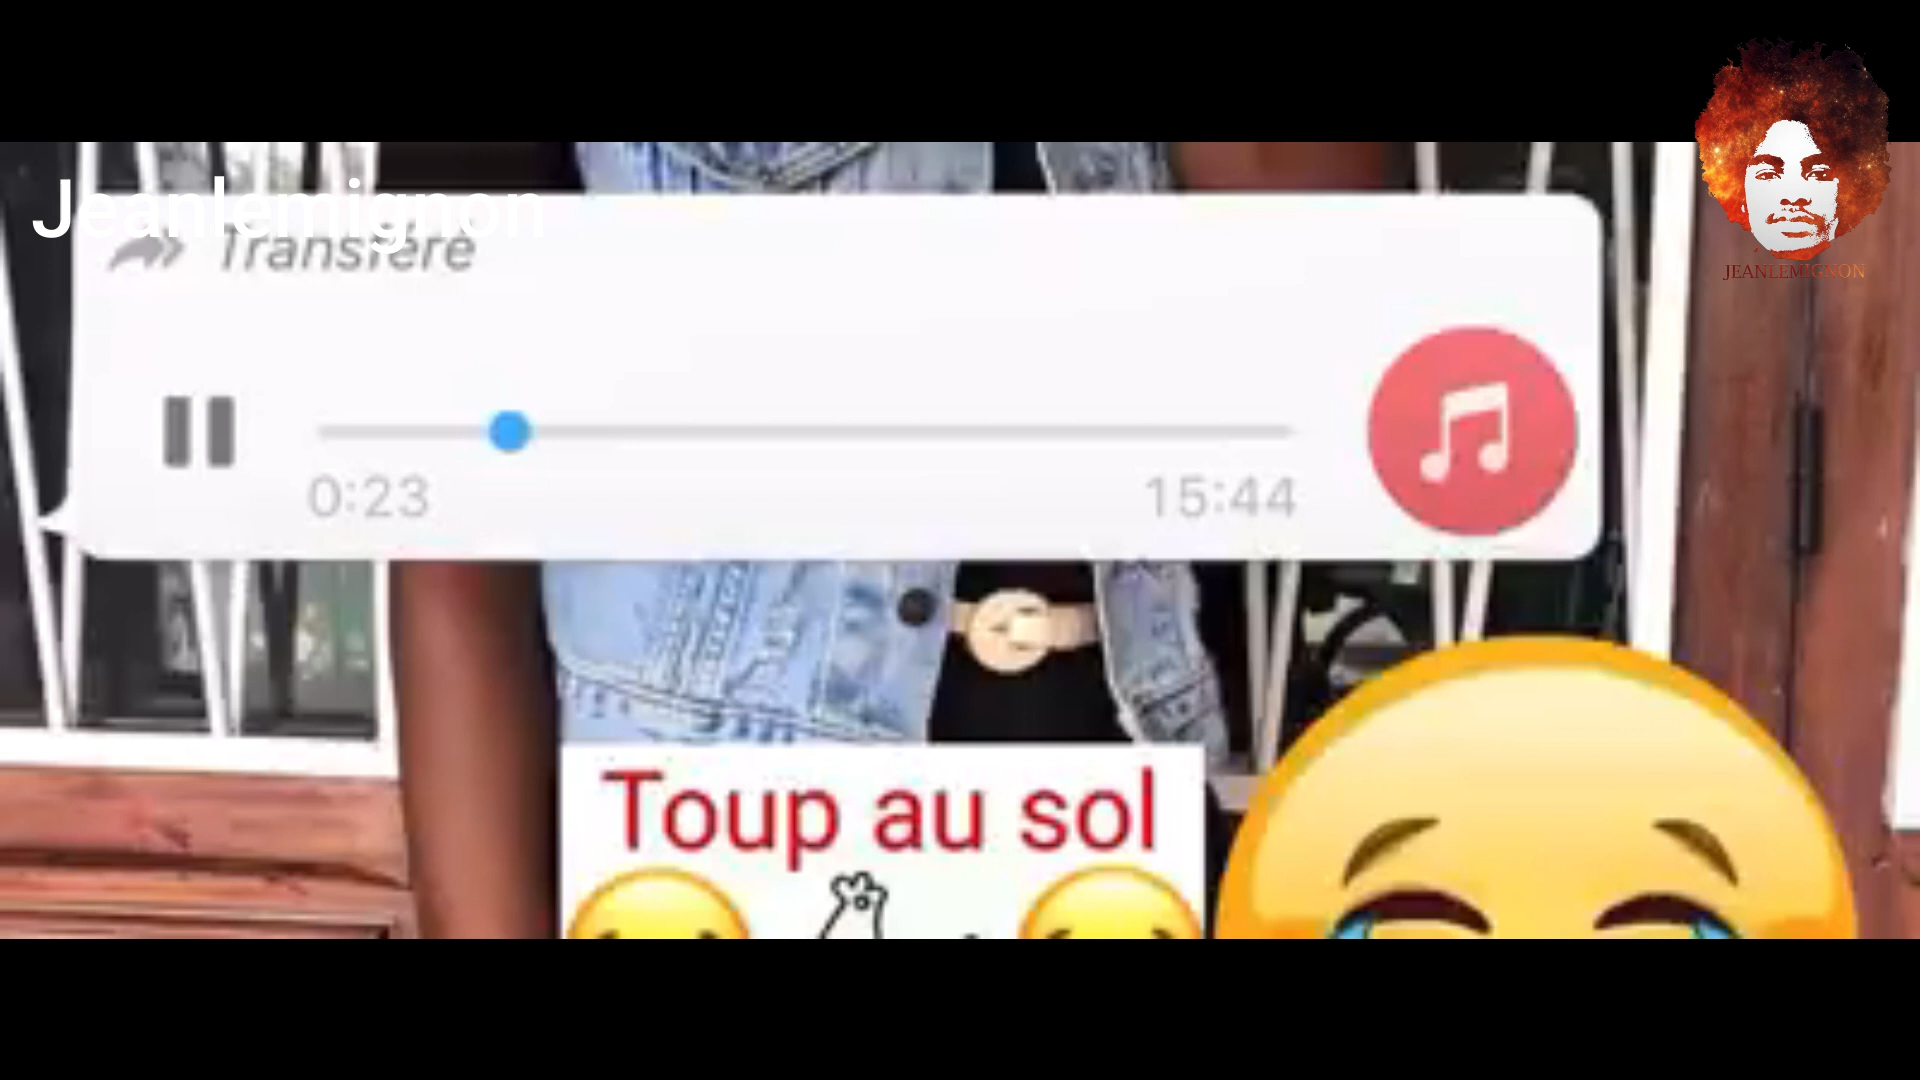 Jeanlemignon
Transféré
JEANLEMIGNON
0:23
15:44
Toup au sol